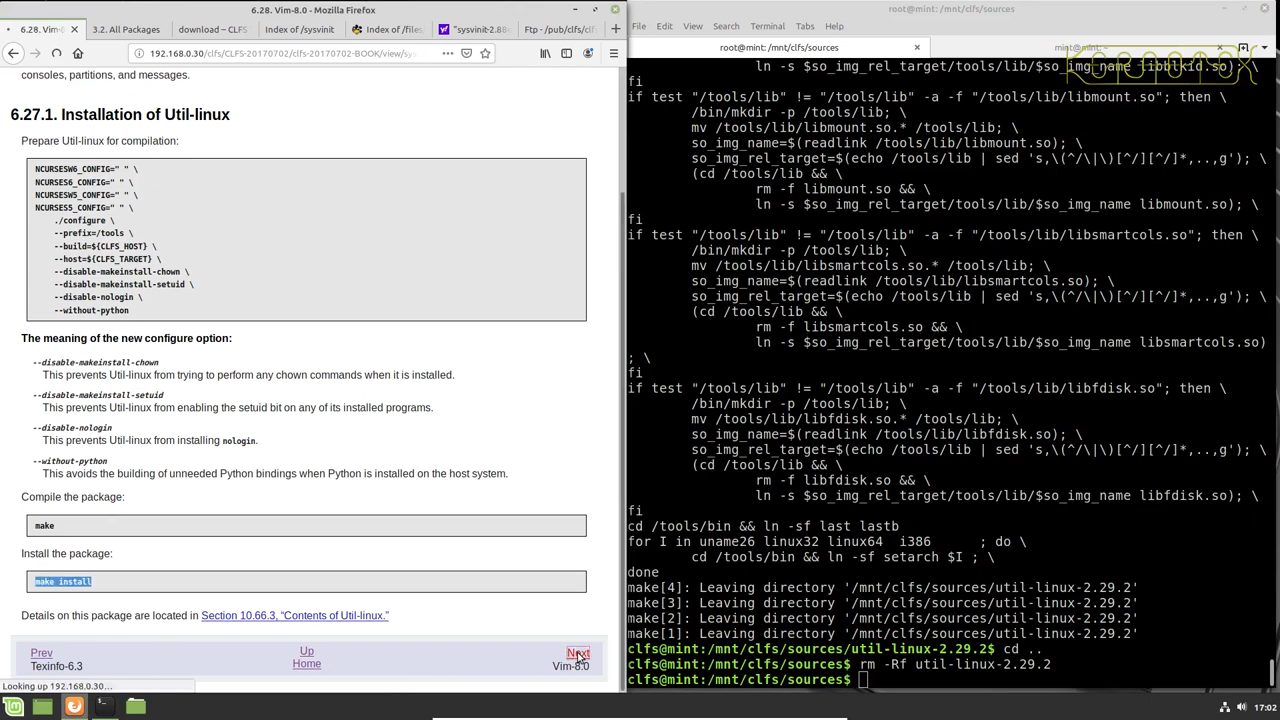 6.28. Vim-8.0 - Mozilla Firefox
6.28. Vim-8
3.2. All Packages
download – CLFS
Index of /sysvinit
Index of /files
"sysvinit-2.88
Ftp - /pub/clfs/clf
192.168.0.30/clfs/CLFS-20170702/clfs-20170702-BOOK/view/sy
consoles, partitions, and messages.
6.27.1. Installation of Util-linux
Prepare Util-linux for compilation:
NCURSESW6_CONFIG=" " \
NCURSES6_CONFIG=" " \
NCURSESW5_CONFIG=" " \
NCURSES5_CONFIG=" " \
./configure \
--prefix=/tools \
--build=${CLFS_HOST} \
--host=${CLFS_TARGET} \
--disable-makeinstall-chown \
--disable-makeinstall-setuid \
--disable-nologin \
--without-python
The meaning of the new configure option:
--disable-makeinstall-chown
This prevents Util-linux from trying to perform any chown commands when it is installed.
--disable-makeinstall-setuid
This prevents Util-linux from enabling the setuid bit on any of its installed programs.
--disable-nologin
This prevents Util-linux from installing nologin.
--without-python
This avoids the building of unneeded Python bindings when Python is installed on the host system.
Compile the package:
make
Install the package:
make install
Details on this package are located in Section 10.66.3, “Contents of Util-linux.”
Prev
Up
Next
Texinfo-6.3
Home
Vim-8.0
Looking up 192.168.0.30…
root@mint: /mnt/clfs/sources
File Edit View Search Terminal Tabs Help
root@mint: /mnt/clfs/sources
mint@mint: ~
ln -s $so_img_rel_target/tools/lib/$so_img_name libblkid.so; \
fi
if test "/tools/lib" != "/tools/lib" -a -f "/tools/lib/libmount.so"; then \
/bin/mkdir -p /tools/lib; \
mv /tools/lib/libmount.so.* /tools/lib; \
so_img_name=$(readlink /tools/lib/libmount.so); \
so_img_rel_target=$(echo /tools/lib | sed 's,\(^/\|\)[^/][^/]*,..,g'); \
(cd /tools/lib && \
rm -f libmount.so && \
ln -s $so_img_rel_target/tools/lib/$so_img_name libmount.so); \
fi
if test "/tools/lib" != "/tools/lib" -a -f "/tools/lib/libsmartcols.so"; then \
/bin/mkdir -p /tools/lib; \
mv /tools/lib/libsmartcols.so.* /tools/lib; \
so_img_name=$(readlink /tools/lib/libsmartcols.so); \
so_img_rel_target=$(echo /tools/lib | sed 's,\(^/\|\)[^/][^/]*,..,g'); \
(cd /tools/lib && \
rm -f libsmartcols.so && \
ln -s $so_img_rel_target/tools/lib/$so_img_name libsmartcols.so)
; \
fi
if test "/tools/lib" != "/tools/lib" -a -f "/tools/lib/libfdisk.so"; then \
/bin/mkdir -p /tools/lib; \
mv /tools/lib/libfdisk.so.* /tools/lib; \
so_img_name=$(readlink /tools/lib/libfdisk.so); \
so_img_rel_target=$(echo /tools/lib | sed 's,\(^/\|\)[^/][^/]*,..,g'); \
(cd /tools/lib && \
rm -f libfdisk.so && \
ln -s $so_img_rel_target/tools/lib/$so_img_name libfdisk.so); \
fi
cd /tools/bin && ln -sf last lastb
for I in uname26 linux32 linux64  i386     ; do \
cd /tools/bin && ln -sf setarch $I ; \
done
make[4]: Leaving directory '/mnt/clfs/sources/util-linux-2.29.2'
make[3]: Leaving directory '/mnt/clfs/sources/util-linux-2.29.2'
make[2]: Leaving directory '/mnt/clfs/sources/util-linux-2.29.2'
make[1]: Leaving directory '/mnt/clfs/sources/util-linux-2.29.2'
clfs@mint:/mnt/clfs/sources/util-linux-2.29.2$ cd ..
clfs@mint:/mnt/clfs/sources$ rm -Rf util-linux-2.29.2
clfs@mint:/mnt/clfs/sources$
17:02